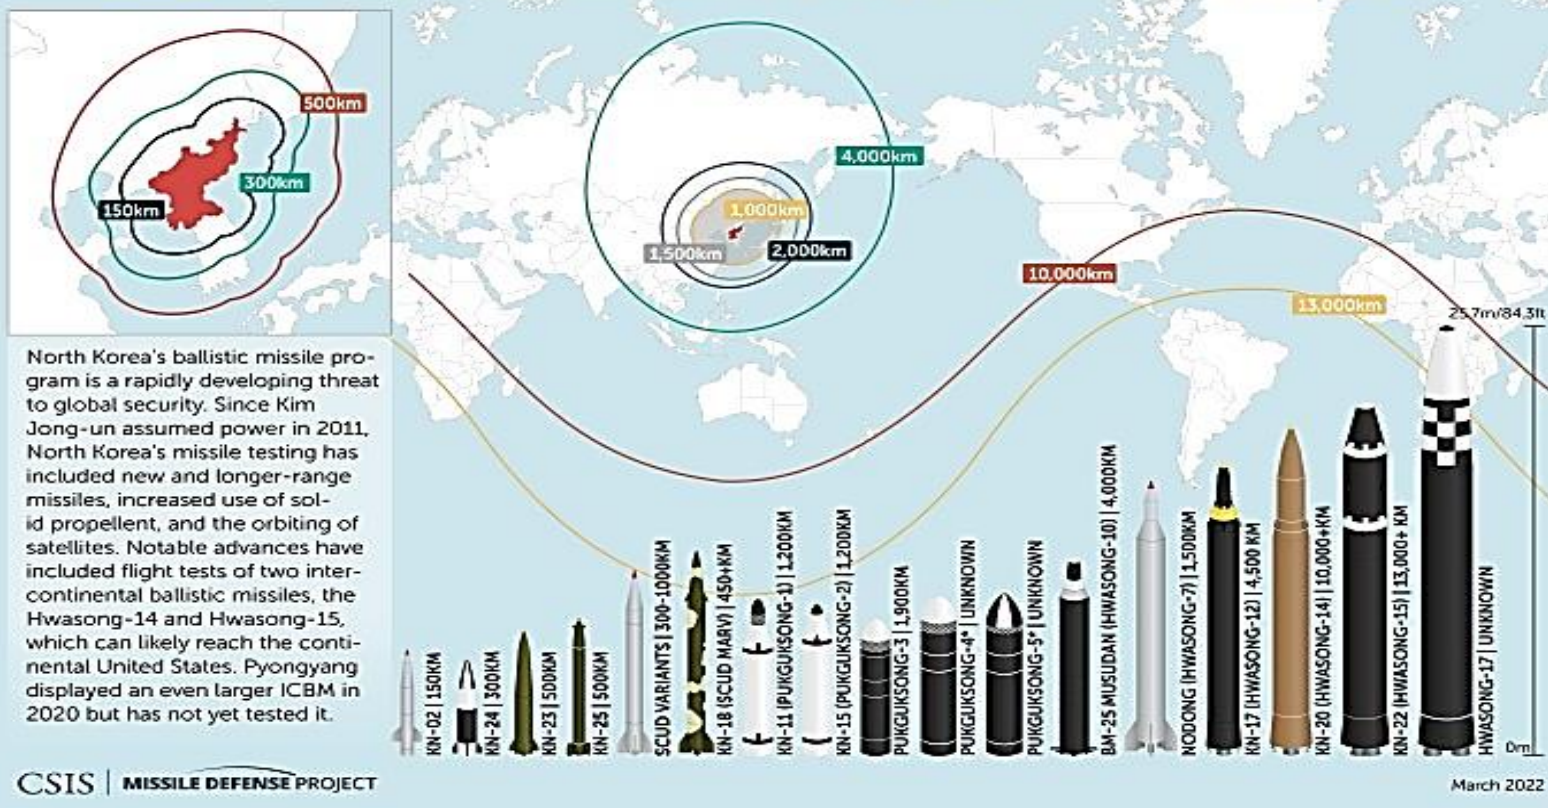 500km
300km
150km
4,000km
1,000km
1,500km
2,000km
10,000km
13,000km
25.7m/84.3ft
North Korea's ballistic missile pro-
gram is a rapidly developing threat
to global security. Since Kim
Jong-un assumed power in 2011,
North Korea's missile testing has
included new and longer-range
missiles, increased use of sol-
id propellent, and the orbiting of
satellites. Notable advances have
included flight tests of two inter-
continental ballistic missiles, the
Hwasong-14 and Hwasong-15,
which can likely reach the conti-
nental United States. Pyongyang
displayed an even larger ICBM in
2020 but has not yet tested it.
KN-02 | 150KM
KN-24 | 300KM
KN-23 | 500KM
KN-25 | 500KM
SCUD VARIANTS | 300-1000KM
KN-18 (SCUD MARV) | 450+KM
KN-11 (PUKGUKSONG-1) | 1,200KM
KN-15 (PUKGUKSONG-2) | 1,200KM
PUKGUKSONG-3 | 1,900KM
PUKGUKSONG-4* | UNKNOWN
PUKGUKSONG-5* | UNKNOWN
BM-25 MUSUDAN (HWASONG-10) | 4,000KM
NODONG (HWASONG-7) | 1,500KM
KN-17 (HWASONG-12) | 4,500 KM
KN-20 (HWASONG-14) | 10,000+KM
KN-22 (HWASONG-15) | 13,000+ KM
HWASONG-17 | UNKNOWN
0m
CSIS | MISSILE DEFENSE PROJECT
March 2022